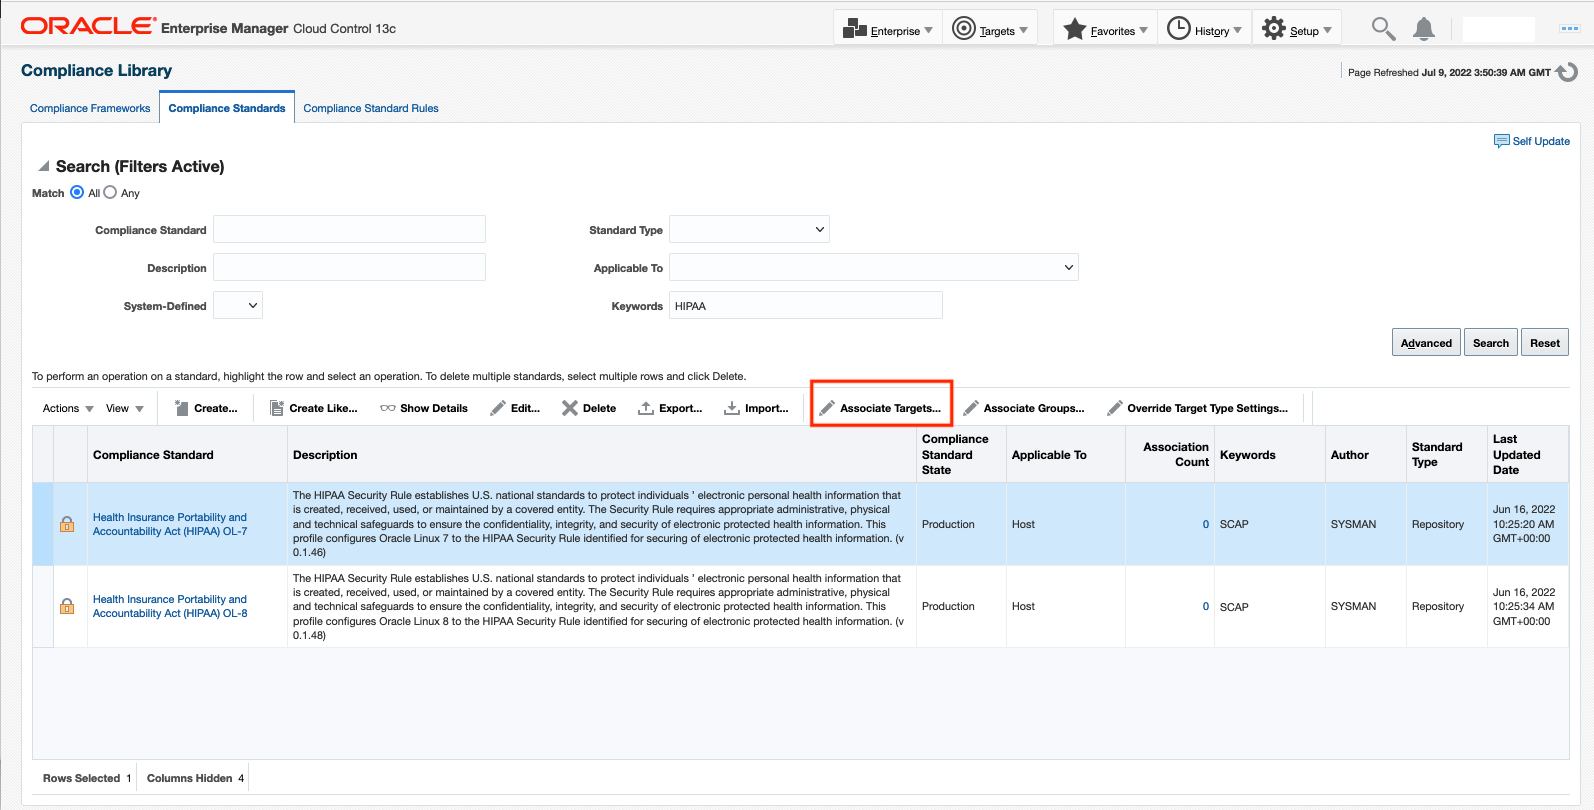 ORACLE Enterprise Manager Cloud Control 13c
Enterprise Targets Favorites History Setup
Compliance Library
Page Refreshed Jul 9, 2022 3:50:39 AM GMT
Compliance Frameworks Compliance Standards Compliance Standard Rules
Self Update
Search (Filters Active)
Match All Any
Compliance Standard Standard Type
Description Applicable To
System-Defined Keywords HIPAA
Advanced Search Reset
To perform an operation on a standard, highlight the row and select an operation. To delete multiple standards, select multiple rows and click Delete.
Actions View Create... Create Like... Show Details Edit... Delete Export... Import... Associate Targets... Associate Groups... Override Target Type Settings...
Compliance Standard
Description
Compliance
Standard
State
Applicable To
Association
Count
Keywords
Author
Standard
Type
Last
Updated
Date
Health Insurance Portability and
Accountability Act (HIPAA) OL-7
The HIPAA Security Rule establishes U.S. national standards to protect individuals ' electronic personal health information that
is created, received, used, or maintained by a covered entity. The Security Rule requires appropriate administrative, physical
and technical safeguards to ensure the confidentiality, integrity, and security of electronic protected health information. This
profile configures Oracle Linux 7 to the HIPAA Security Rule identified for securing of electronic protected health information. (v
0.1.46)
Production
Host
0
SCAP
SYSMAN
Repository
Jun 16, 2022
10:25:20 AM
GMT+00:00
Health Insurance Portability and
Accountability Act (HIPAA) OL-8
The HIPAA Security Rule establishes U.S. national standards to protect individuals ' electronic personal health information that
is created, received, used, or maintained by a covered entity. The Security Rule requires appropriate administrative, physical
and technical safeguards to ensure the confidentiality, integrity, and security of electronic protected health information. This
profile configures Oracle Linux 8 to the HIPAA Security Rule identified for securing of electronic protected health information. (v
0.1.48)
Production
Host
0
SCAP
SYSMAN
Repository
Jun 16, 2022
10:25:34 AM
GMT+00:00
Rows Selected 1 Columns Hidden 4